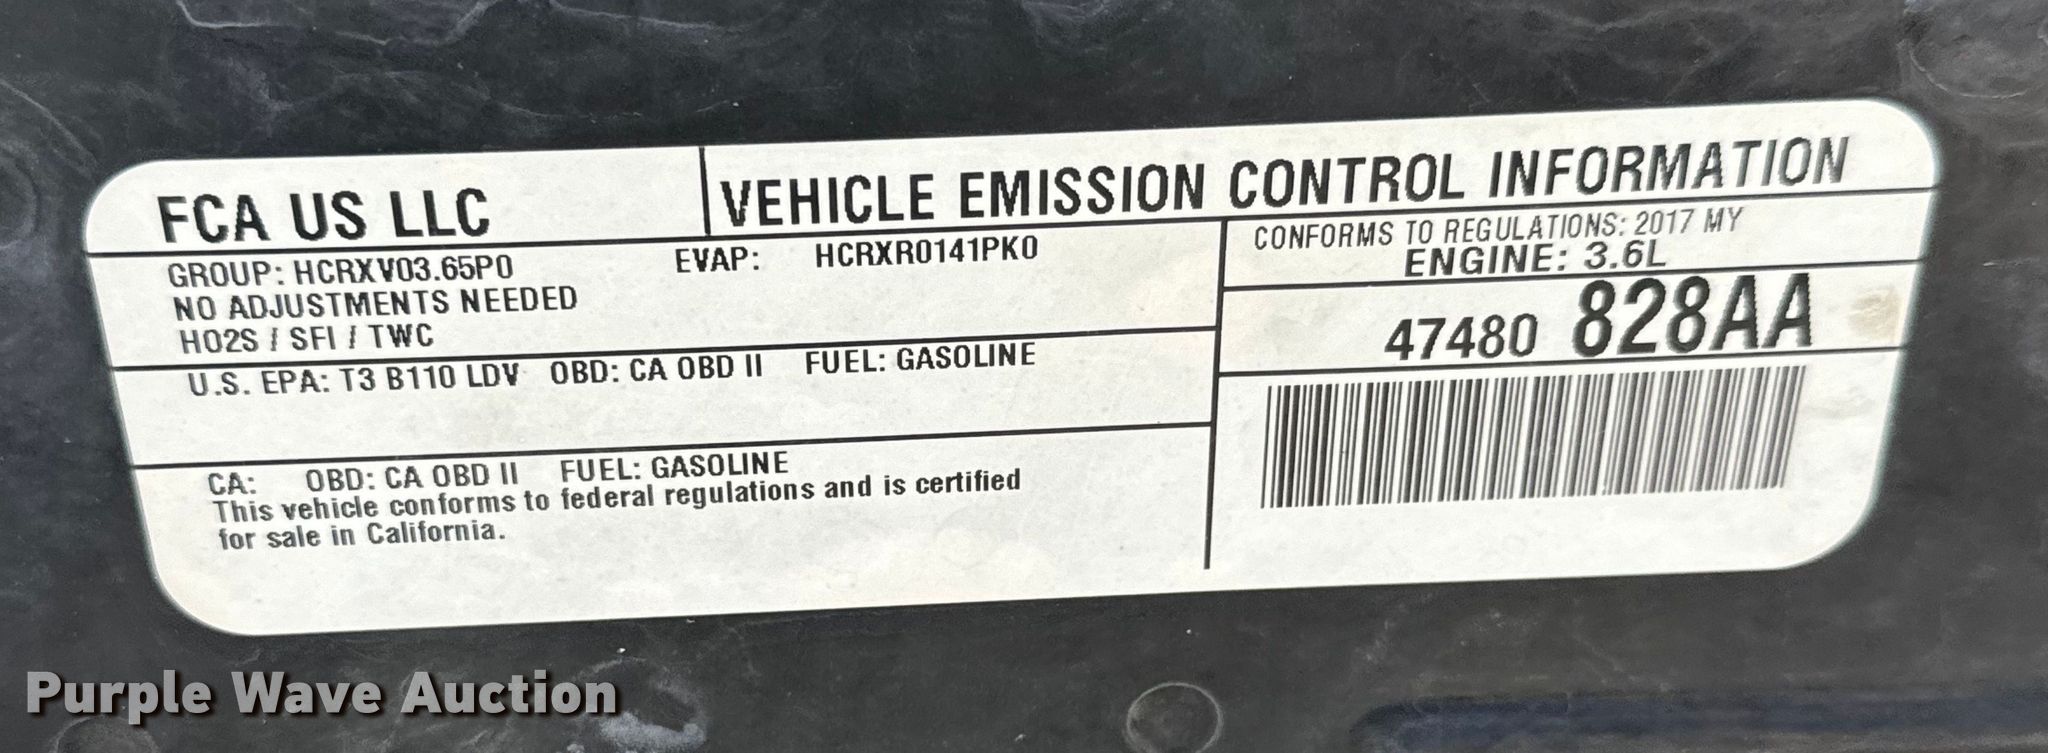 FCA US LLC
VEHICLE EMISSION CONTROL INFORMATION
GROUP: HCRXV03.65P0 EVAP: HCRXR0141PK0
NO ADJUSTMENTS NEEDED
HO2S / SFI / TWC
CONFORMS TO REGULATIONS: 2017 MY
ENGINE: 3.6L
47480 828AA
U.S. EPA: T3 B110 LDV OBD: CA OBD II FUEL: GASOLINE
CA: OBD: CA OBD II FUEL: GASOLINE
This vehicle conforms to federal regulations and is certified
for sale in California.
Purple Wave Auction